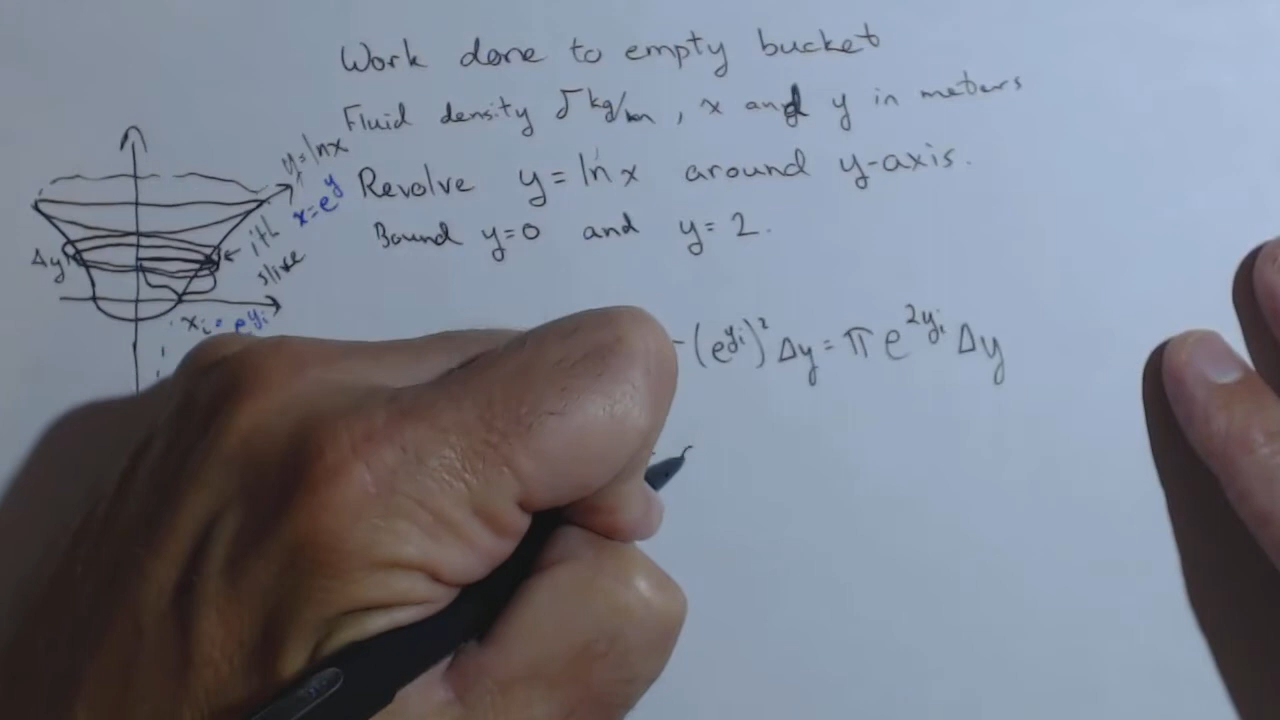 Work done to empty bucket
Fluid density δ kg/m, x and y in meters
Revolve y = ln x around y-axis.
Bound y=0 and y=2.
y=lnx
x=e^y
Δy
ith
slice
x_i = e^{y_i}
(e^{y_i})² Δy = π e^{2y_i} Δy